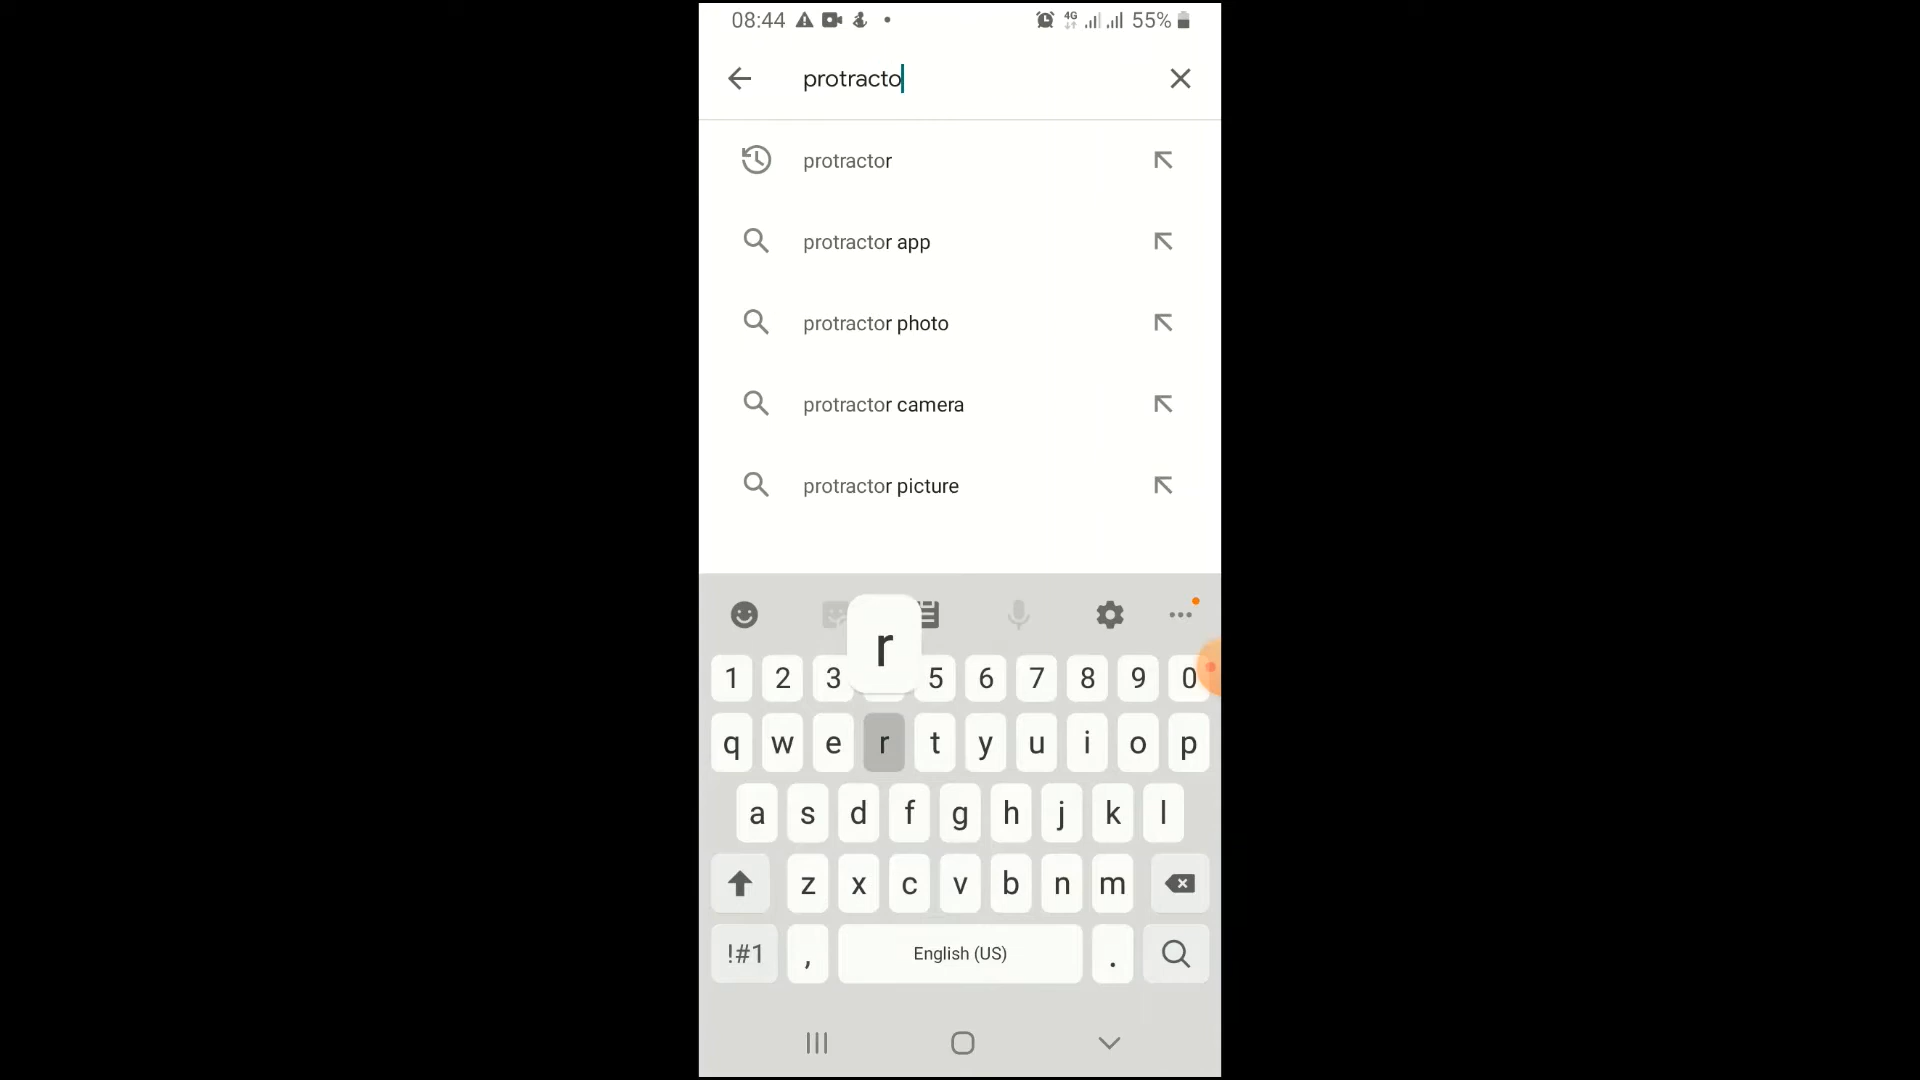 08:44 4G 55%
protracto
protractor
protractor app
protractor photo
protractor camera
protractor picture
r
1 2 3 5 6 7 8 9 0
q w e r t y u i o p
a s d f g h j k l
z x c v b n m
!#1 , English (US) .